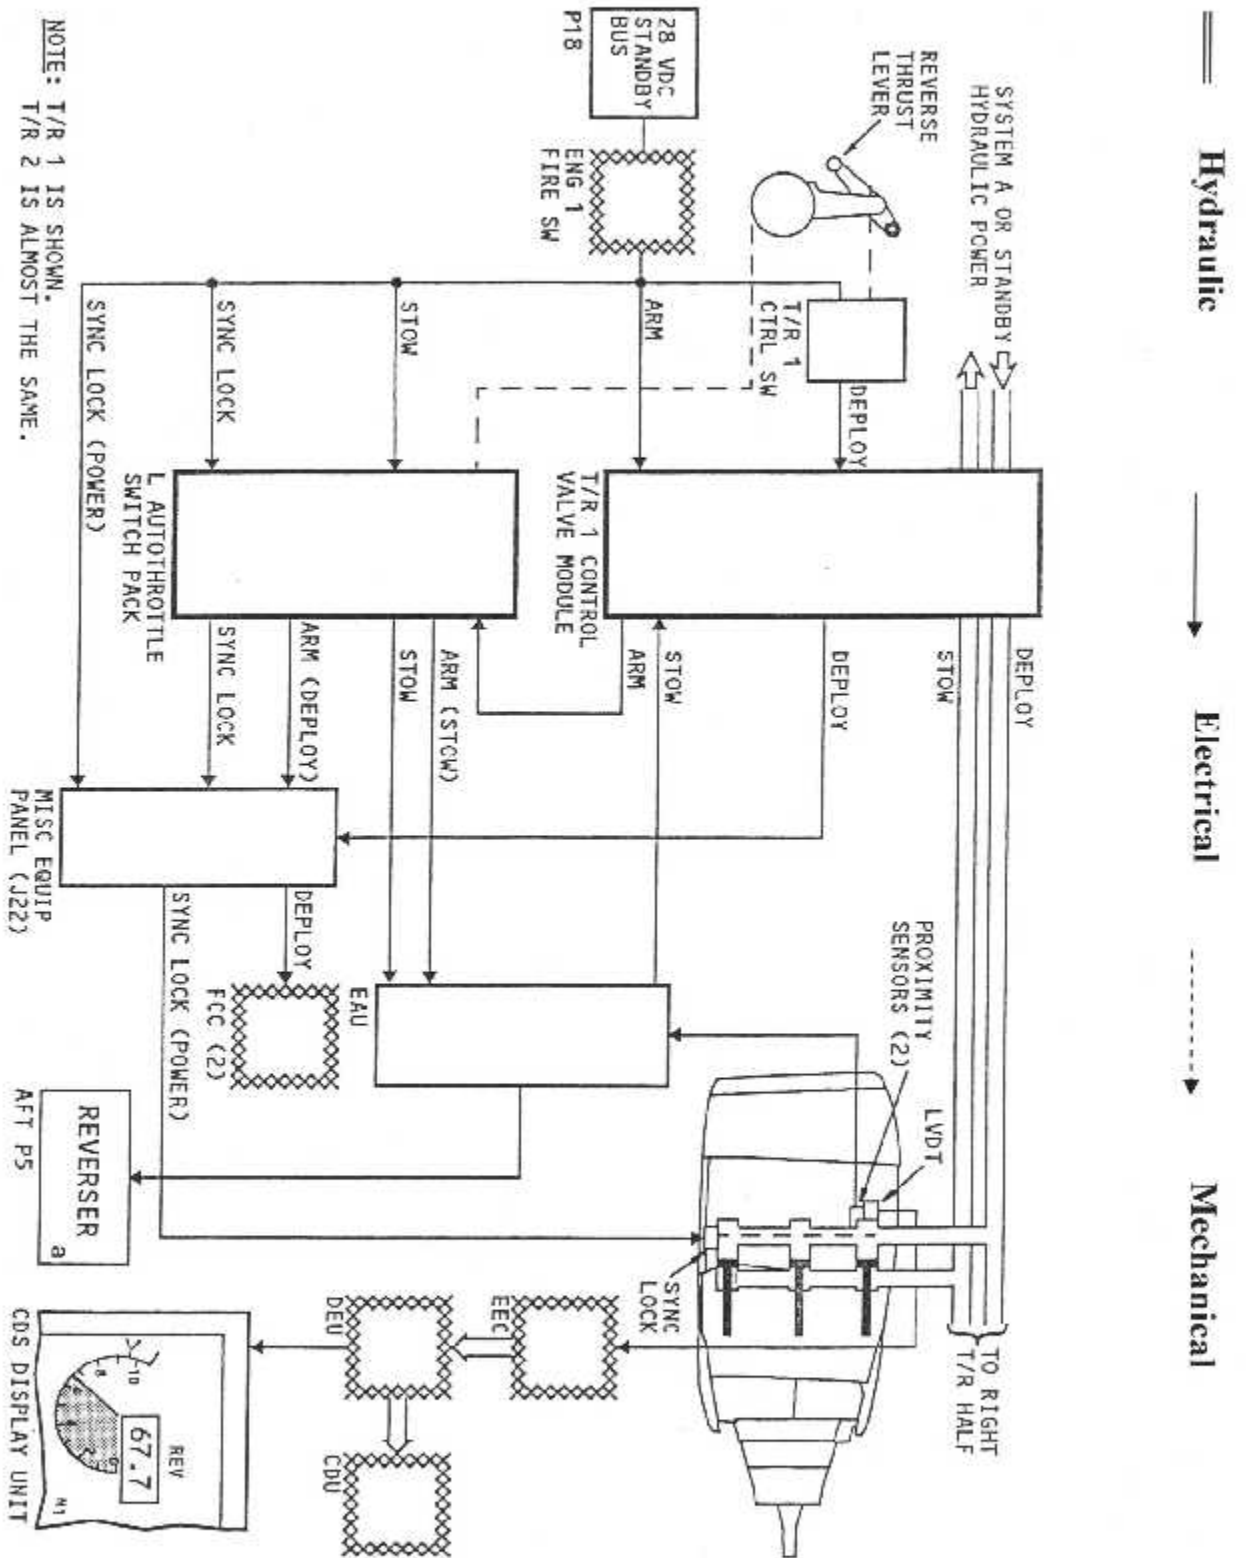 Hydraulic
Electrical
Mechanical
SYSTEM A OR STANDBY
HYDRAULIC POWER
REVERSE
THRUST
LEVER
28 VDC
STANDBY
BUS
P18
ENG 1
FIRE SW
T/R 1
CTRL SW
DEPLOY
ARM
STOW
SYNC LOCK
SYNC LOCK (POWER)
T/R 1 CONTROL
VALVE MODULE
L AUTOTHROTTLE
SWITCH PACK
DEPLOY
STOW
DEPLOY
STOW
ARM
ARM (STOW)
STOW
ARM (DEPLOY)
SYNC LOCK
PROXIMITY
SENSORS (2)
LVDT
SYNC
LOCK
TO RIGHT
T/R HALF
EAU
MISC EQUIP
PANEL (J22)
DEPLOY
SYNC LOCK (POWER)
FCC (2)
REVERSER
a
AFT P5
EEC
DEU
CDU
REV
67.7
10
8
N1
CDS DISPLAY UNIT
NOTE: T/R 1 IS SHOWN.
T/R 2 IS ALMOST THE SAME.